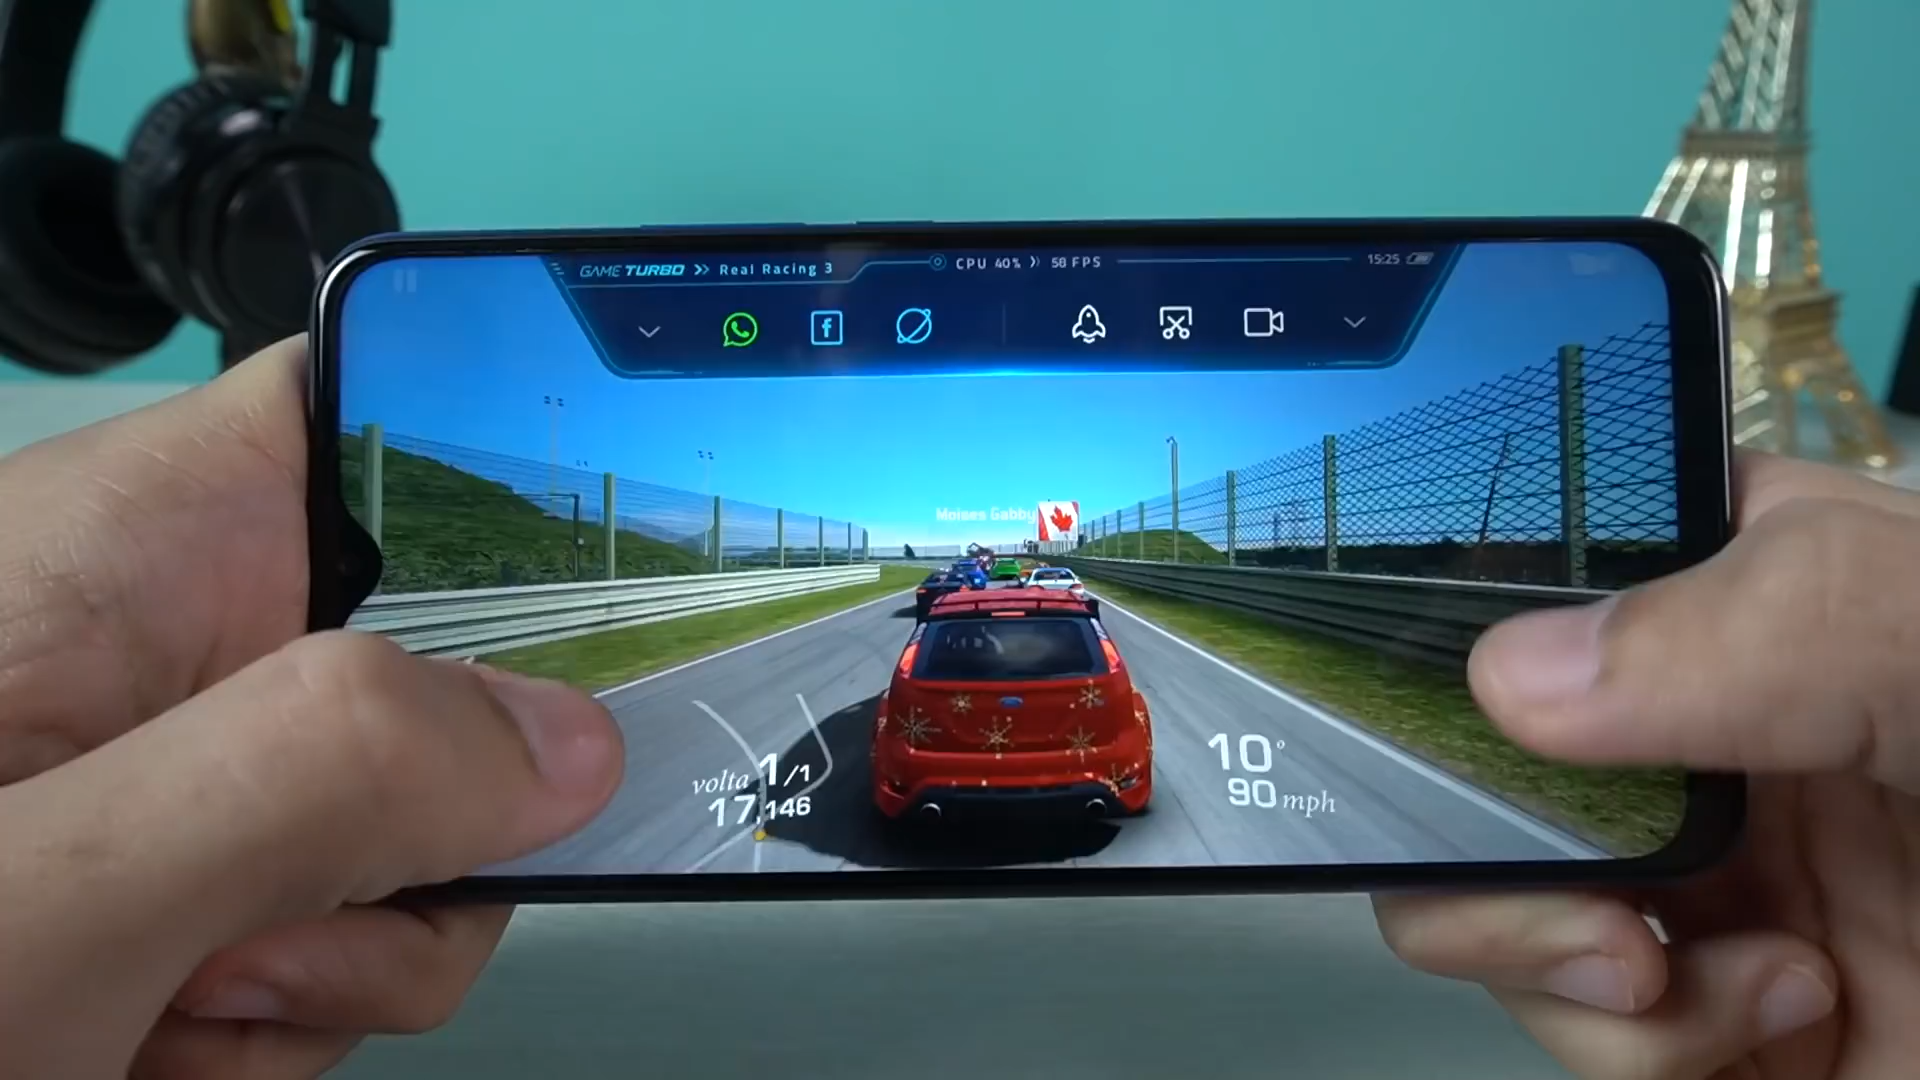 GAME TURBO >> Real Racing 3
CPU 40% >> 58 FPS
15:25
Moises Gabby
volta 1/1
17,146
10°
90 mph